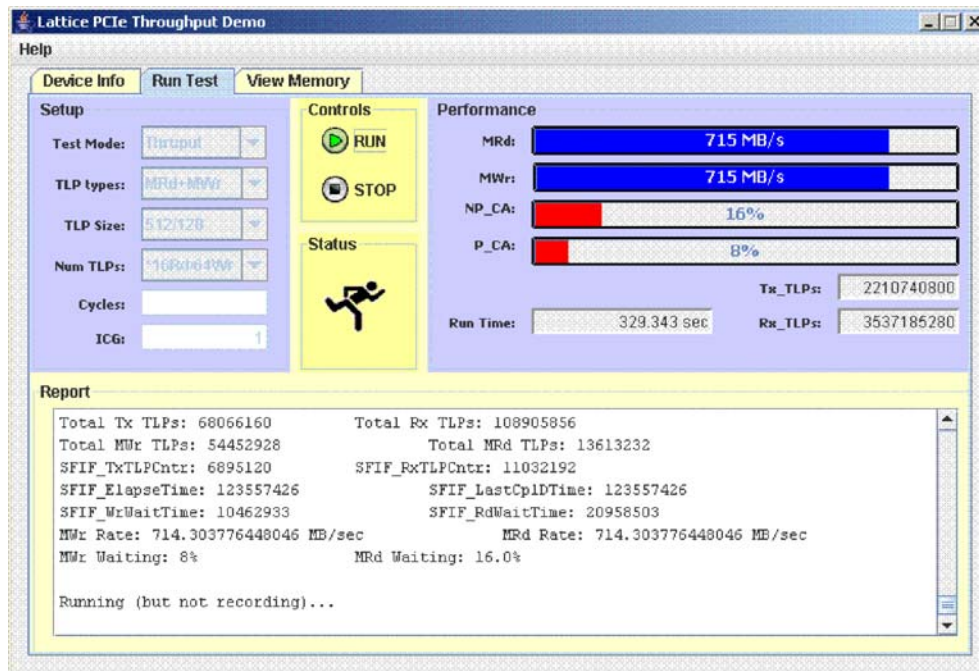 Lattice PCIe Throughput Demo
Help
Device Info Run Test View Memory
Setup
Test Mode: Thruput
TLP types: MRd+MWr
TLP Size: 512/128
Num TLPs: *16Rd/64Wr
Cycles:
ICG: 1
Controls
RUN
STOP
Status
Performance
MRd: 715 MB/s
MWr: 715 MB/s
NP_CA: 16%
P_CA: 8%
Tx_TLPs: 2210740800
Run Time: 329.343 sec Rx_TLPs: 3537185280
Report
Total Tx TLPs: 68066160 Total Rx TLPs: 108905856
Total MWr TLPs: 54452928 Total MRd TLPs: 13613232
SFIF_TxTLPCntr: 6895120 SFIF_RxTLPCntr: 11032192
SFIF_ElapseTime: 123557426 SFIF_LastCplDTime: 123557426
SFIF_WrWaitTime: 10462933 SFIF_RdWaitTime: 20958503
MWr Rate: 714.303776448046 MB/sec MRd Rate: 714.303776448046 MB/sec
MWr Waiting: 8% MRd Waiting: 16.0%
Running (but not recording)...